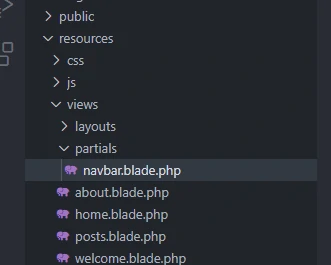 public
resources
css
js
views
layouts
partials
navbar.blade.php
about.blade.php
home.blade.php
posts.blade.php
welcome.blade.php